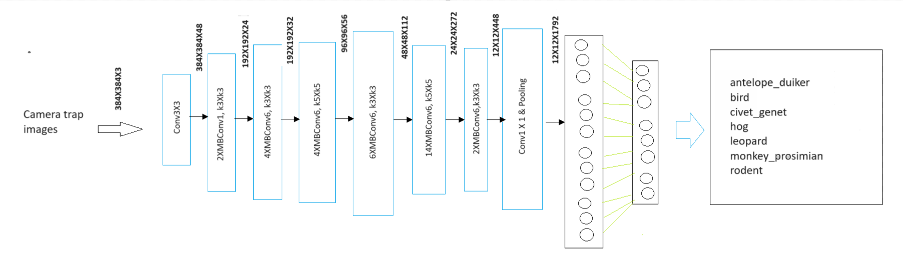 384X384X3
384X384X48
192X192X24
192X192X32
96X96X56
48X48X112
24X24X272
12X12X448
12X12X1792
Camera trap
images
Conv3X3
2XMBConv1, k3Xk3
4XMBConv6, k3Xk3
4XMBConv6, k5Xk5
6XMBConv6, k3Xk3
14XMBConv6, k5Xk5
2XMBConv6,k3Xk3
Conv1 X 1 & Pooling
antelope_duiker
bird
civet_genet
hog
leopard
monkey_prosimian
rodent